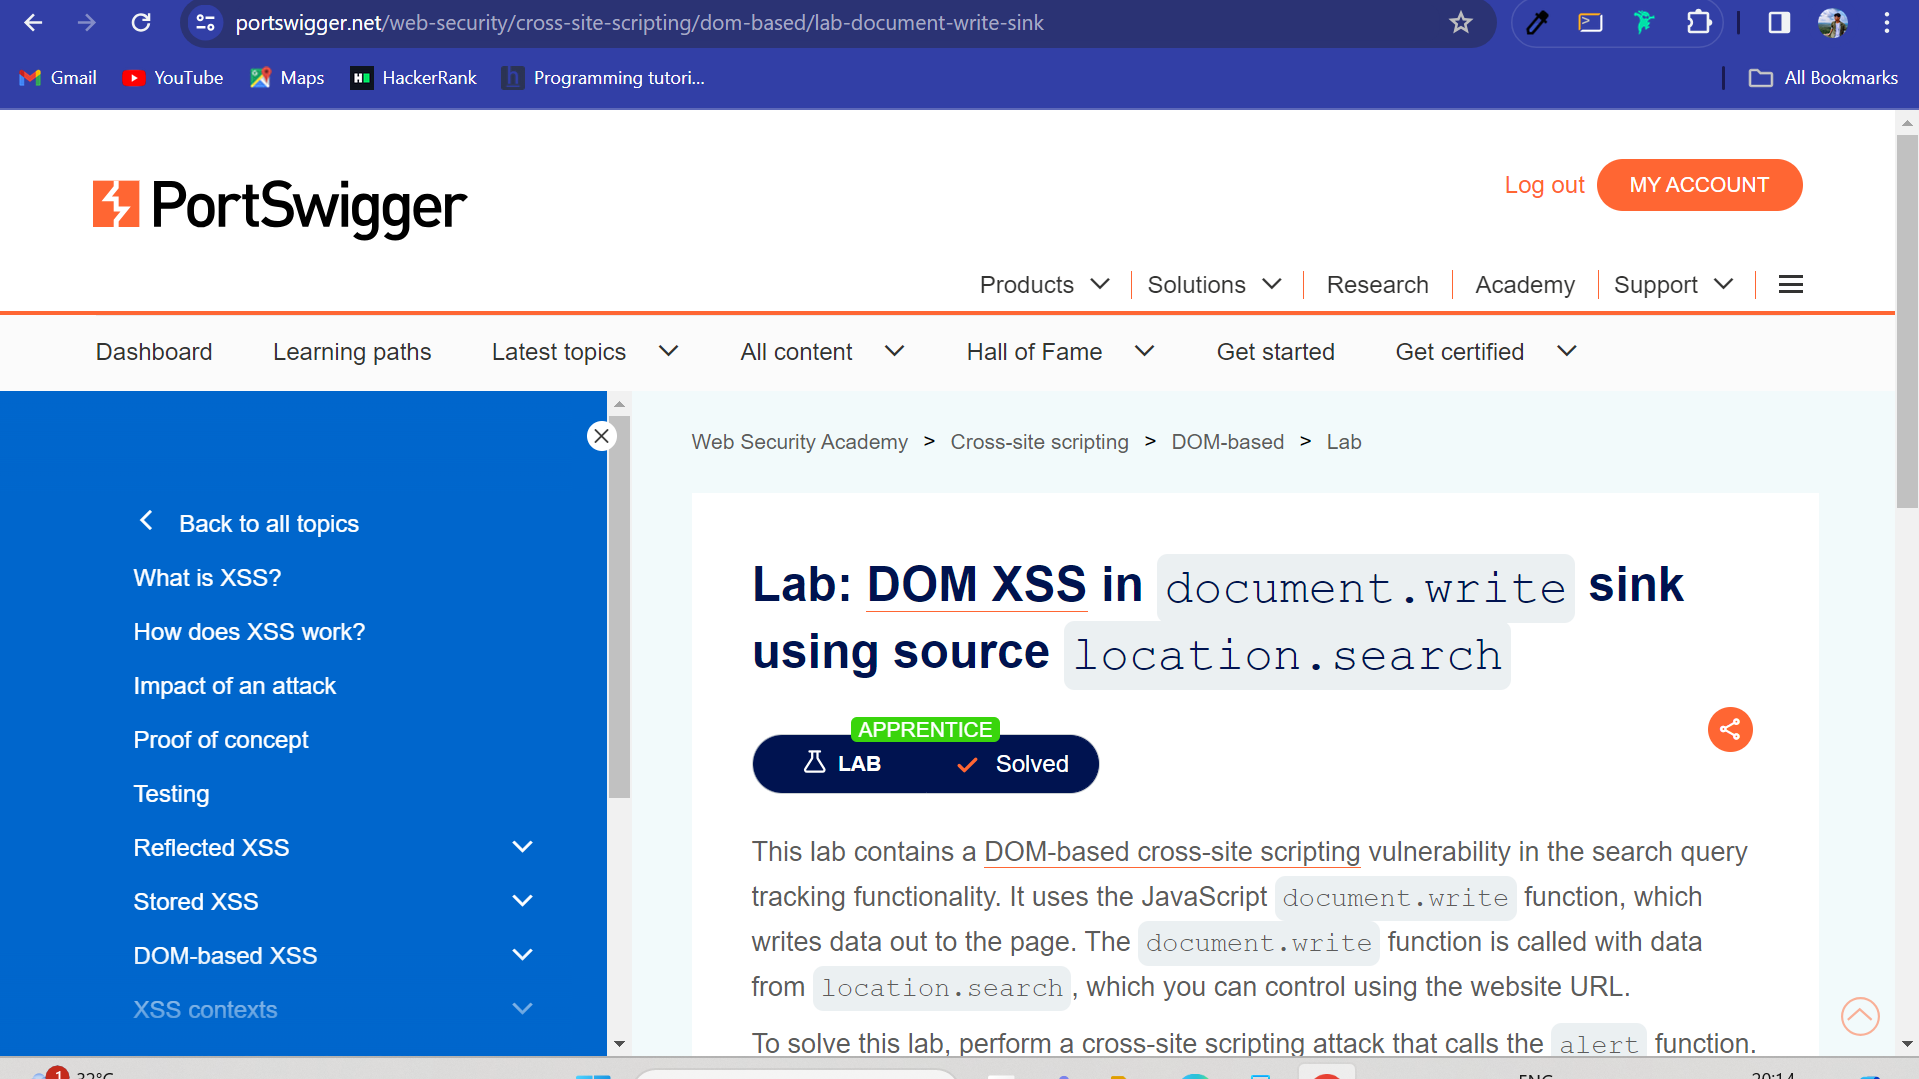 portswigger.net/web-security/cross-site-scripting/dom-based/lab-document-write-sink
Gmail YouTube Maps HackerRank Programming tutori... All Bookmarks
PortSwigger
Log out MY ACCOUNT
Products Solutions Research Academy Support
Dashboard Learning paths Latest topics All content Hall of Fame Get started Get certified
Back to all topics
What is XSS?
How does XSS work?
Impact of an attack
Proof of concept
Testing
Reflected XSS
Stored XSS
DOM-based XSS
XSS contexts
Web Security Academy > Cross-site scripting > DOM-based > Lab
Lab: DOM XSS in document.write sink
using source location.search
APPRENTICE
LAB Solved
This lab contains a DOM-based cross-site scripting vulnerability in the search query
tracking functionality. It uses the JavaScript document.write function, which
writes data out to the page. The document.write function is called with data
from location.search, which you can control using the website URL.
To solve this lab, perform a cross-site scripting attack that calls the alert function.
1 32°C ENG 20:14